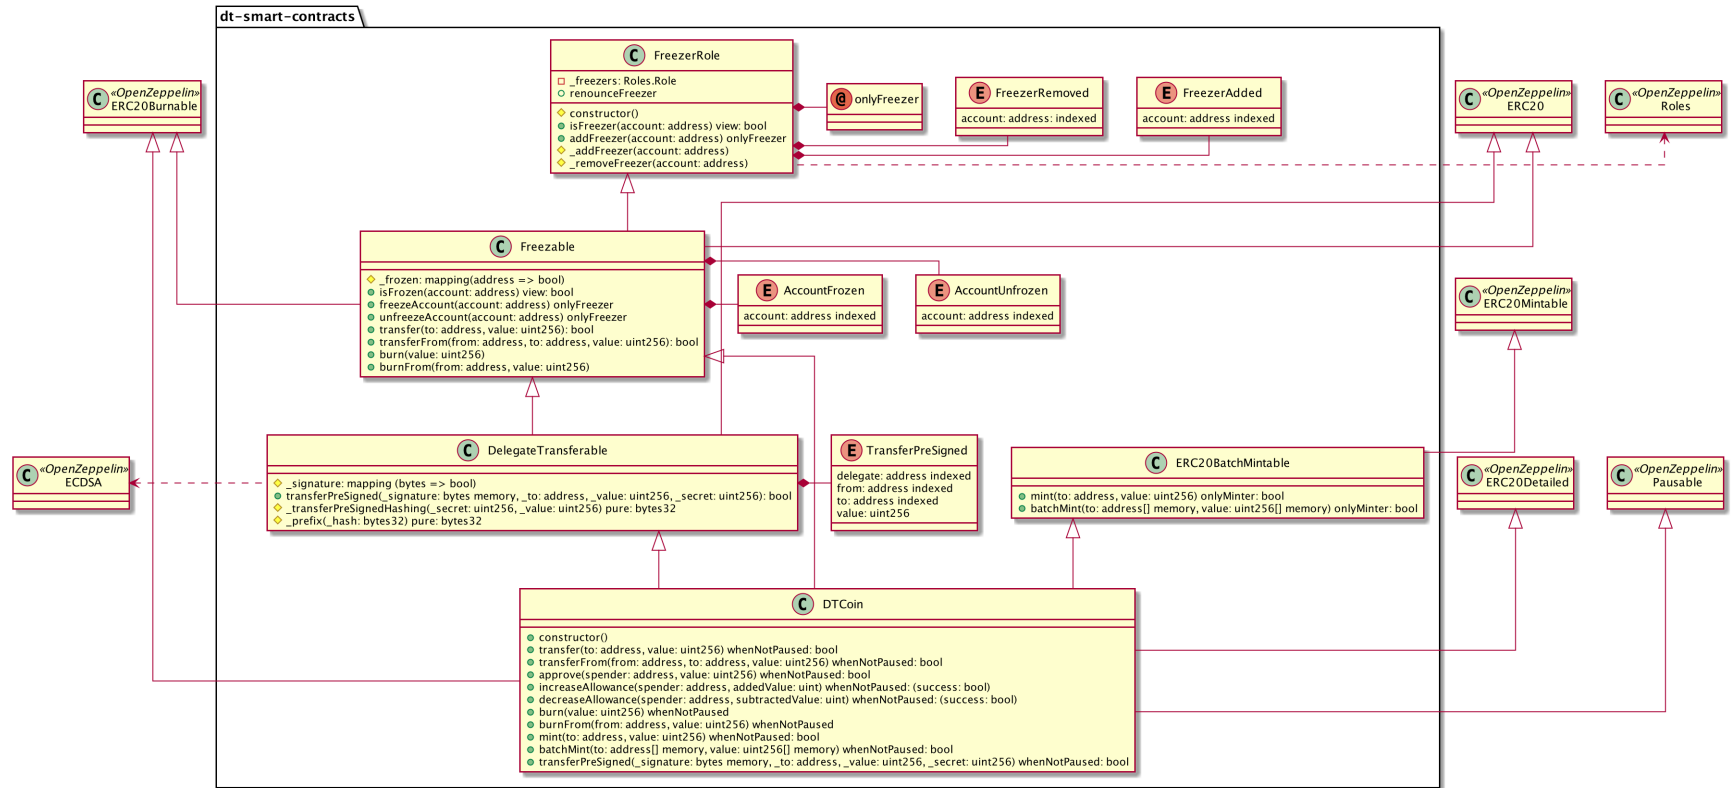 dt-smart-contracts
C FreezerRole
_freezers: Roles.Role
renounceFreezer
constructor()
isFreezer(account: address) view: bool
addFreezer(account: address) onlyFreezer
_addFreezer(account: address)
_removeFreezer(account: address)
@ onlyFreezer
E FreezerRemoved
account: address: indexed
E FreezerAdded
account: address indexed
«OpenZeppelin»
C ERC20Burnable
«OpenZeppelin»
C ERC20
«OpenZeppelin»
C Roles
C Freezable
_frozen: mapping(address => bool)
isFrozen(account: address) view: bool
freezeAccount(account: address) onlyFreezer
unfreezeAccount(account: address) onlyFreezer
transfer(to: address, value: uint256): bool
transferFrom(from: address, to: address, value: uint256): bool
burn(value: uint256)
burnFrom(from: address, value: uint256)
E AccountFrozen
account: address indexed
E AccountUnfrozen
account: address indexed
«OpenZeppelin»
C ERC20Mintable
«OpenZeppelin»
C ECDSA
C DelegateTransferable
_signature: mapping (bytes => bool)
transferPreSigned(_signature: bytes memory, _to: address, _value: uint256, _secret: uint256): bool
_transferPreSignedHashing(_secret: uint256, _value: uint256) pure: bytes32
_prefix(_hash: bytes32) pure: bytes32
E TransferPreSigned
delegate: address indexed
from: address indexed
to: address indexed
value: uint256
C ERC20BatchMintable
mint(to: address, value: uint256) onlyMinter: bool
batchMint(to: address[] memory, value: uint256[] memory) onlyMinter: bool
«OpenZeppelin»
C ERC20Detailed
«OpenZeppelin»
C Pausable
C DTCoin
constructor()
transfer(to: address, value: uint256) whenNotPaused: bool
transferFrom(from: address, to: address, value: uint256) whenNotPaused: bool
approve(spender: address, value: uint256) whenNotPaused: bool
increaseAllowance(spender: address, addedValue: uint) whenNotPaused: (success: bool)
decreaseAllowance(spender: address, subtractedValue: uint) whenNotPaused: (success: bool)
burn(value: uint256) whenNotPaused
burnFrom(from: address, value: uint256) whenNotPaused
mint(to: address, value: uint256) whenNotPaused: bool
batchMint(to: address[] memory, value: uint256[] memory) whenNotPaused: bool
transferPreSigned(_signature: bytes memory, _to: address, _value: uint256, _secret: uint256) whenNotPaused: bool